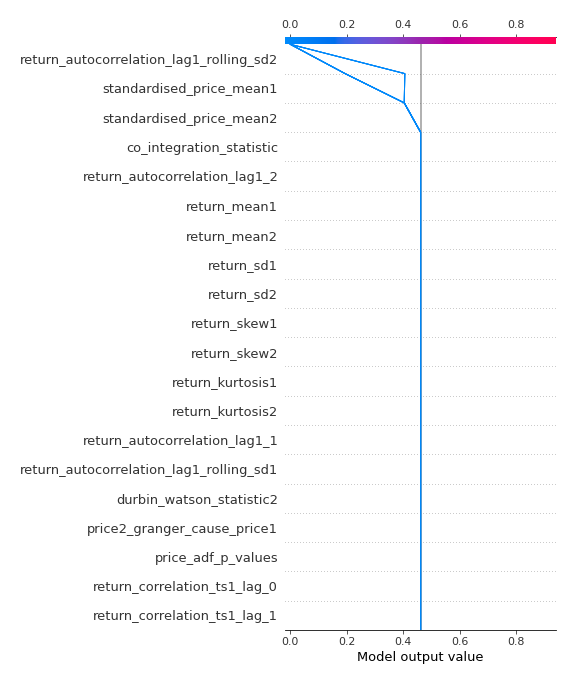 0.0 0.2 0.4 0.6 0.8
return_autocorrelation_lag1_rolling_sd2
standardised_price_mean1
standardised_price_mean2
co_integration_statistic
return_autocorrelation_lag1_2
return_mean1
return_mean2
return_sd1
return_sd2
return_skew1
return_skew2
return_kurtosis1
return_kurtosis2
return_autocorrelation_lag1_1
return_autocorrelation_lag1_rolling_sd1
durbin_watson_statistic2
price2_granger_cause_price1
price_adf_p_values
return_correlation_ts1_lag_0
return_correlation_ts1_lag_1
0.0 0.2 0.4 0.6 0.8
Model output value